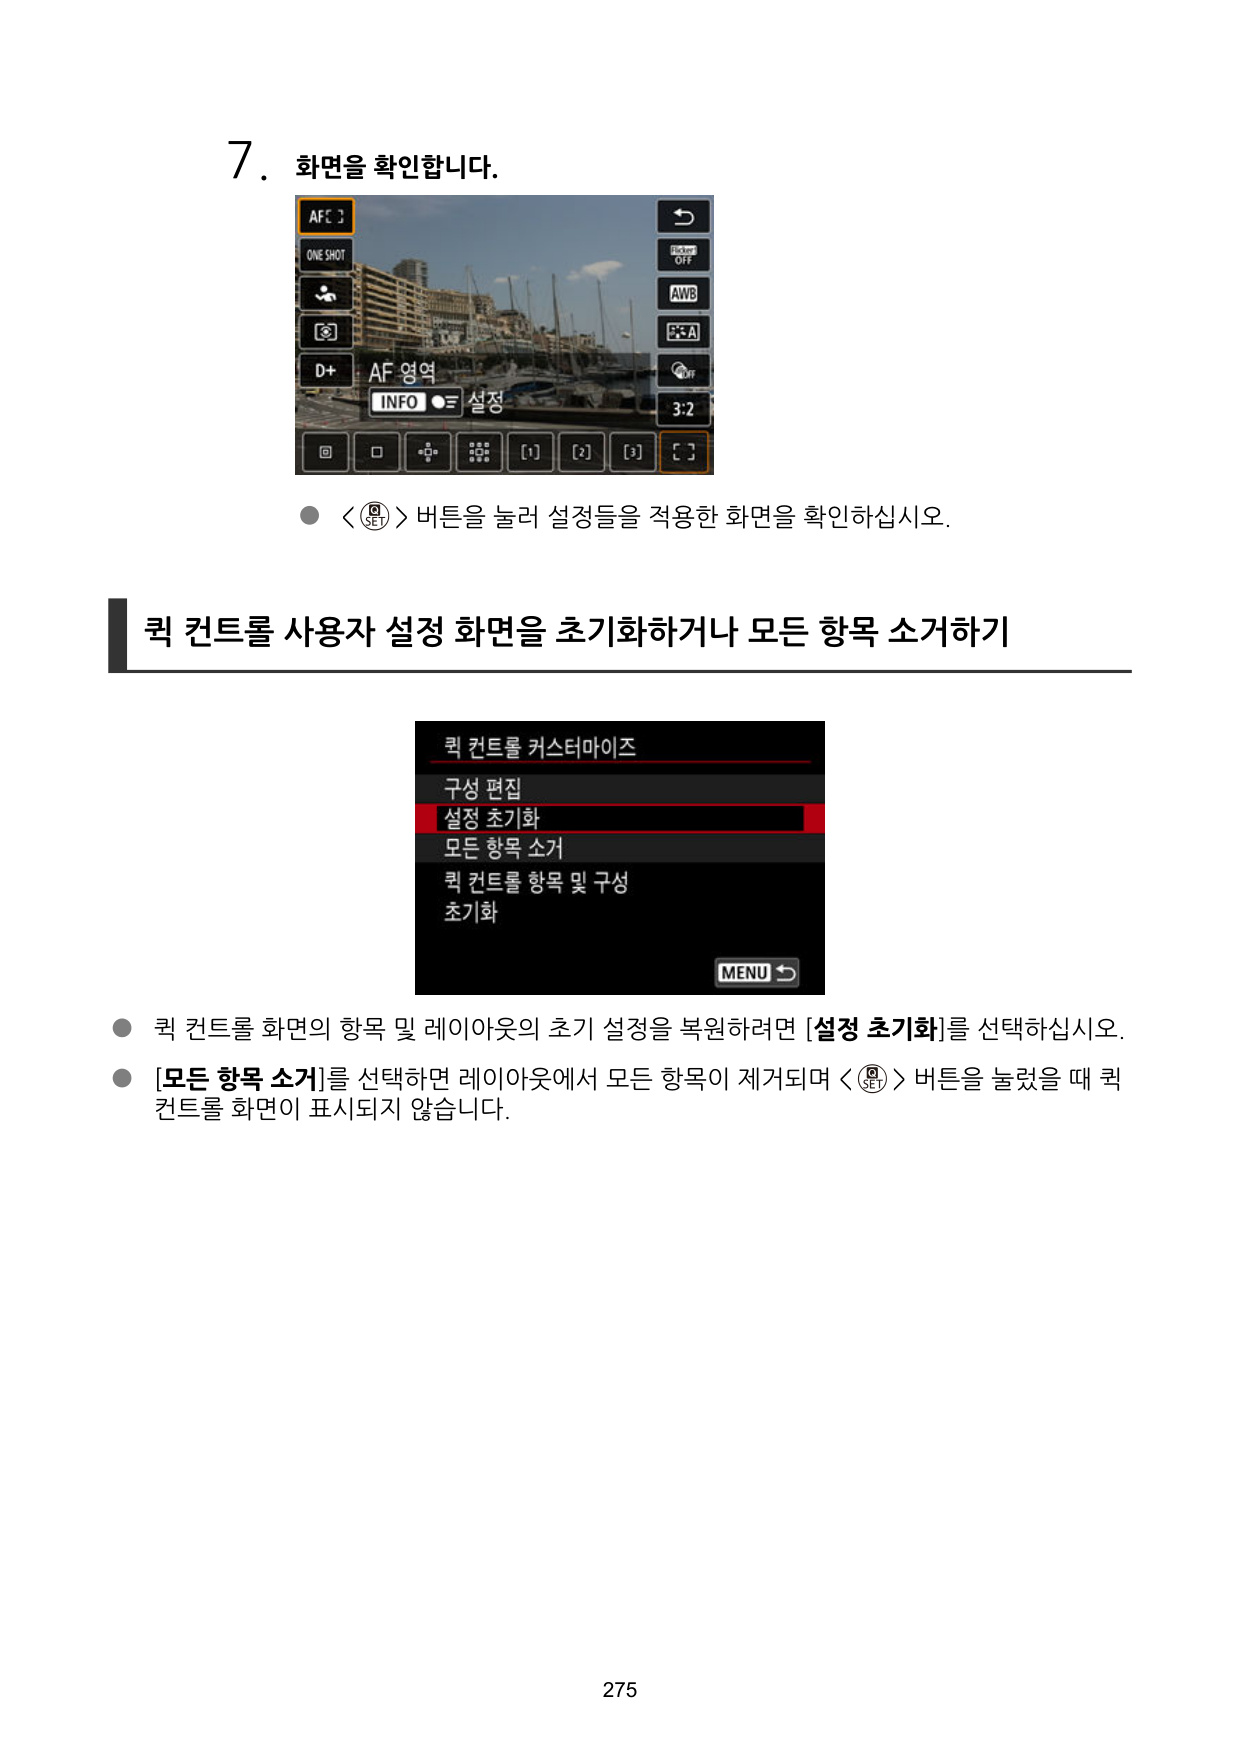 7. 화면을 확인합니다.
AF[ ]
ONE SHOT
Flicker! OFF
AWB
A
D+
AF 영역
OFF
INFO 설정
3:2
[1] [2] [3]
● <Q SET> 버튼을 눌러 설정들을 적용한 화면을 확인하십시오.
퀵 컨트롤 사용자 설정 화면을 초기화하거나 모든 항목 소거하기
퀵 컨트롤 커스터마이즈
구성 편집
설정 초기화
모든 항목 소거
퀵 컨트롤 항목 및 구성
초기화
MENU
● 퀵 컨트롤 화면의 항목 및 레이아웃의 초기 설정을 복원하려면 [설정 초기화]를 선택하십시오.
● [모든 항목 소거]를 선택하면 레이아웃에서 모든 항목이 제거되며 <Q SET> 버튼을 눌렀을 때 퀵
컨트롤 화면이 표시되지 않습니다.
275